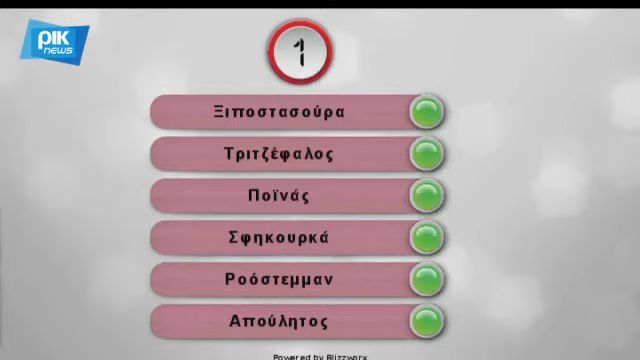 ΡΙΚ
NEWS
1
Ξιποστασούρα
Τριτζέφαλος
Ποϊνάς
Σφηκουρκά
Ροόστεμμαν
Απούλητος
Powered by Blizzworx